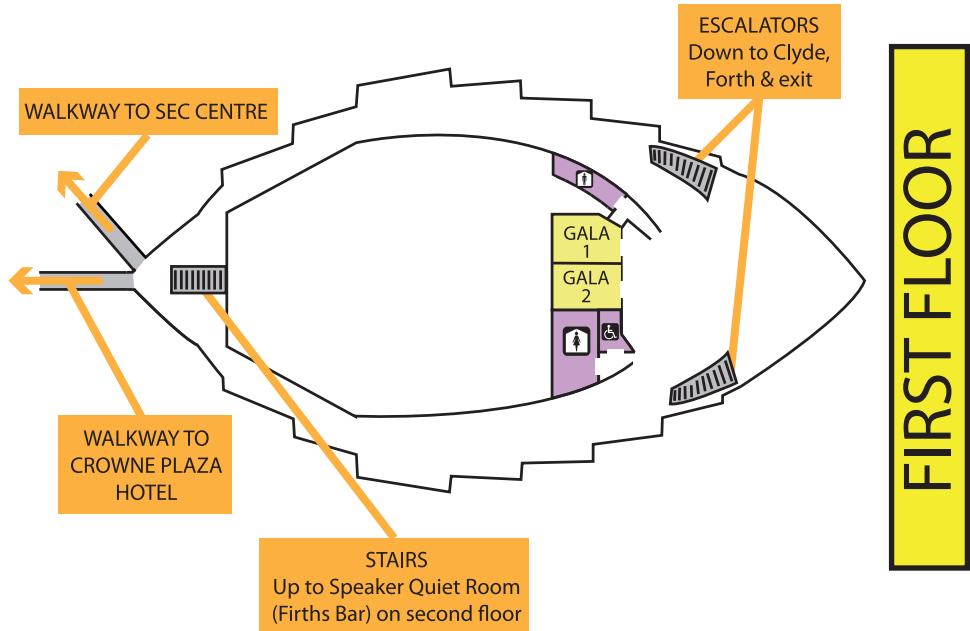 ESCALATORS
Down to Clyde,
Forth & exit
WALKWAY TO SEC CENTRE
GALA
1
GALA
2
WALKWAY TO
CROWNE PLAZA
HOTEL
STAIRS
Up to Speaker Quiet Room
(Firths Bar) on second floor
FIRST FLOOR